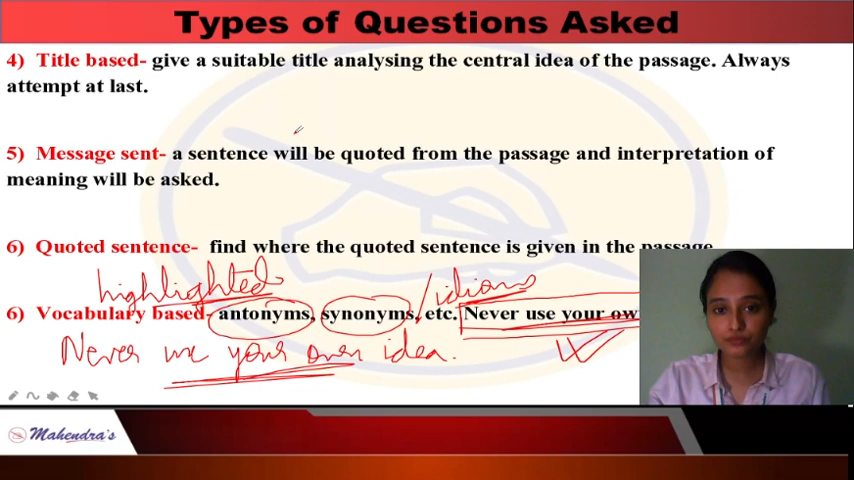 Types of Questions Asked
4) Title based- give a suitable title analysing the central idea of the passage. Always
attempt at last.
5) Message sent- a sentence will be quoted from the passage and interpretation of
meaning will be asked.
6) Quoted sentence- find where the quoted sentence is given in the passage
highlighted / idioms
6) Vocabulary based- antonyms, synonyms, etc. Never use your ow
Never use your own idea.
Mahendra's